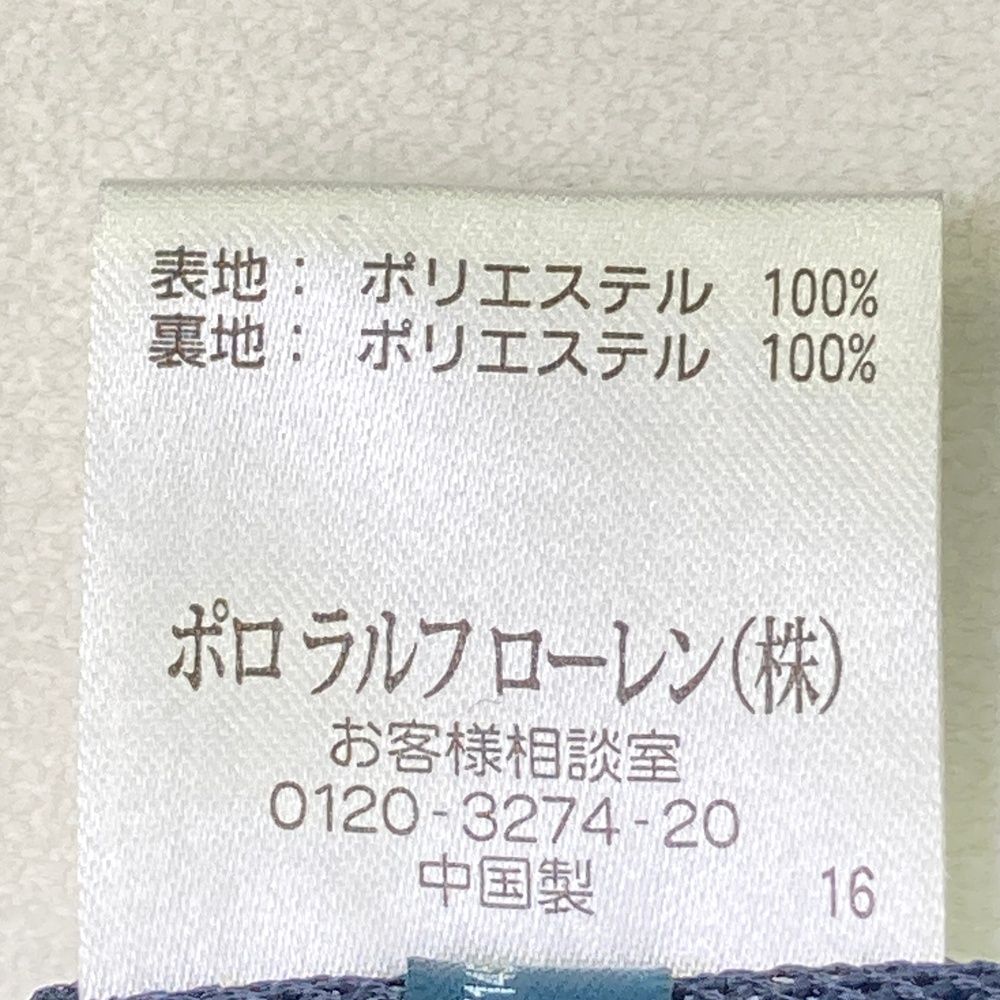 表地： ポリエステル 100%
裏地： ポリエステル 100%
ポロ ラルフ ローレン(株)
お客様相談室
0120-3274-20
中国製 16